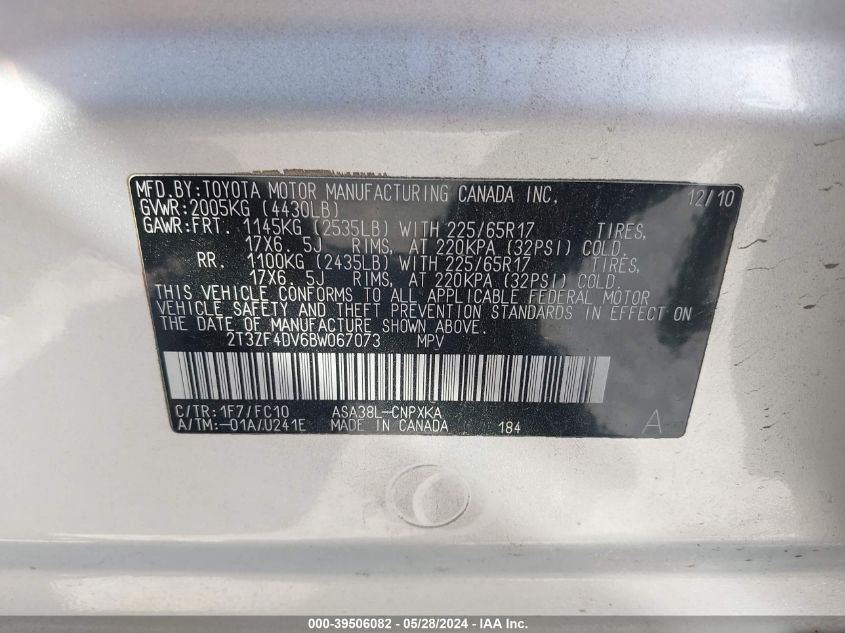 MFD.BY:TOYOTA MOTOR MANUFACTURING CANADA INC. 12/10
GVWR:2005KG (4430LB)
GAWR:FRT. 1145KG (2535LB) WITH 225/65R17 TIRES,
17X6.5J RIMS, AT 220KPA (32PSI) COLD.
RR. 1100KG (2435LB) WITH 225/65R17 TIRES,
17X6.5J RIMS, AT 220KPA (32PSI) COLD.
THIS VEHICLE CONFORMS TO ALL APPLICABLE FEDERAL MOTOR
VEHICLE SAFETY AND THEFT PREVENTION STANDARDS IN EFFECT ON
THE DATE OF MANUFACTURE SHOWN ABOVE.
2T3ZF4DV6BW067073 MPV
C/TR:1F7/FC10 ASA38L-CNPXKA
A/TM:-01A/U241E MADE IN CANADA 184 A
000-39506082 - 05/28/2024 - IAA Inc.